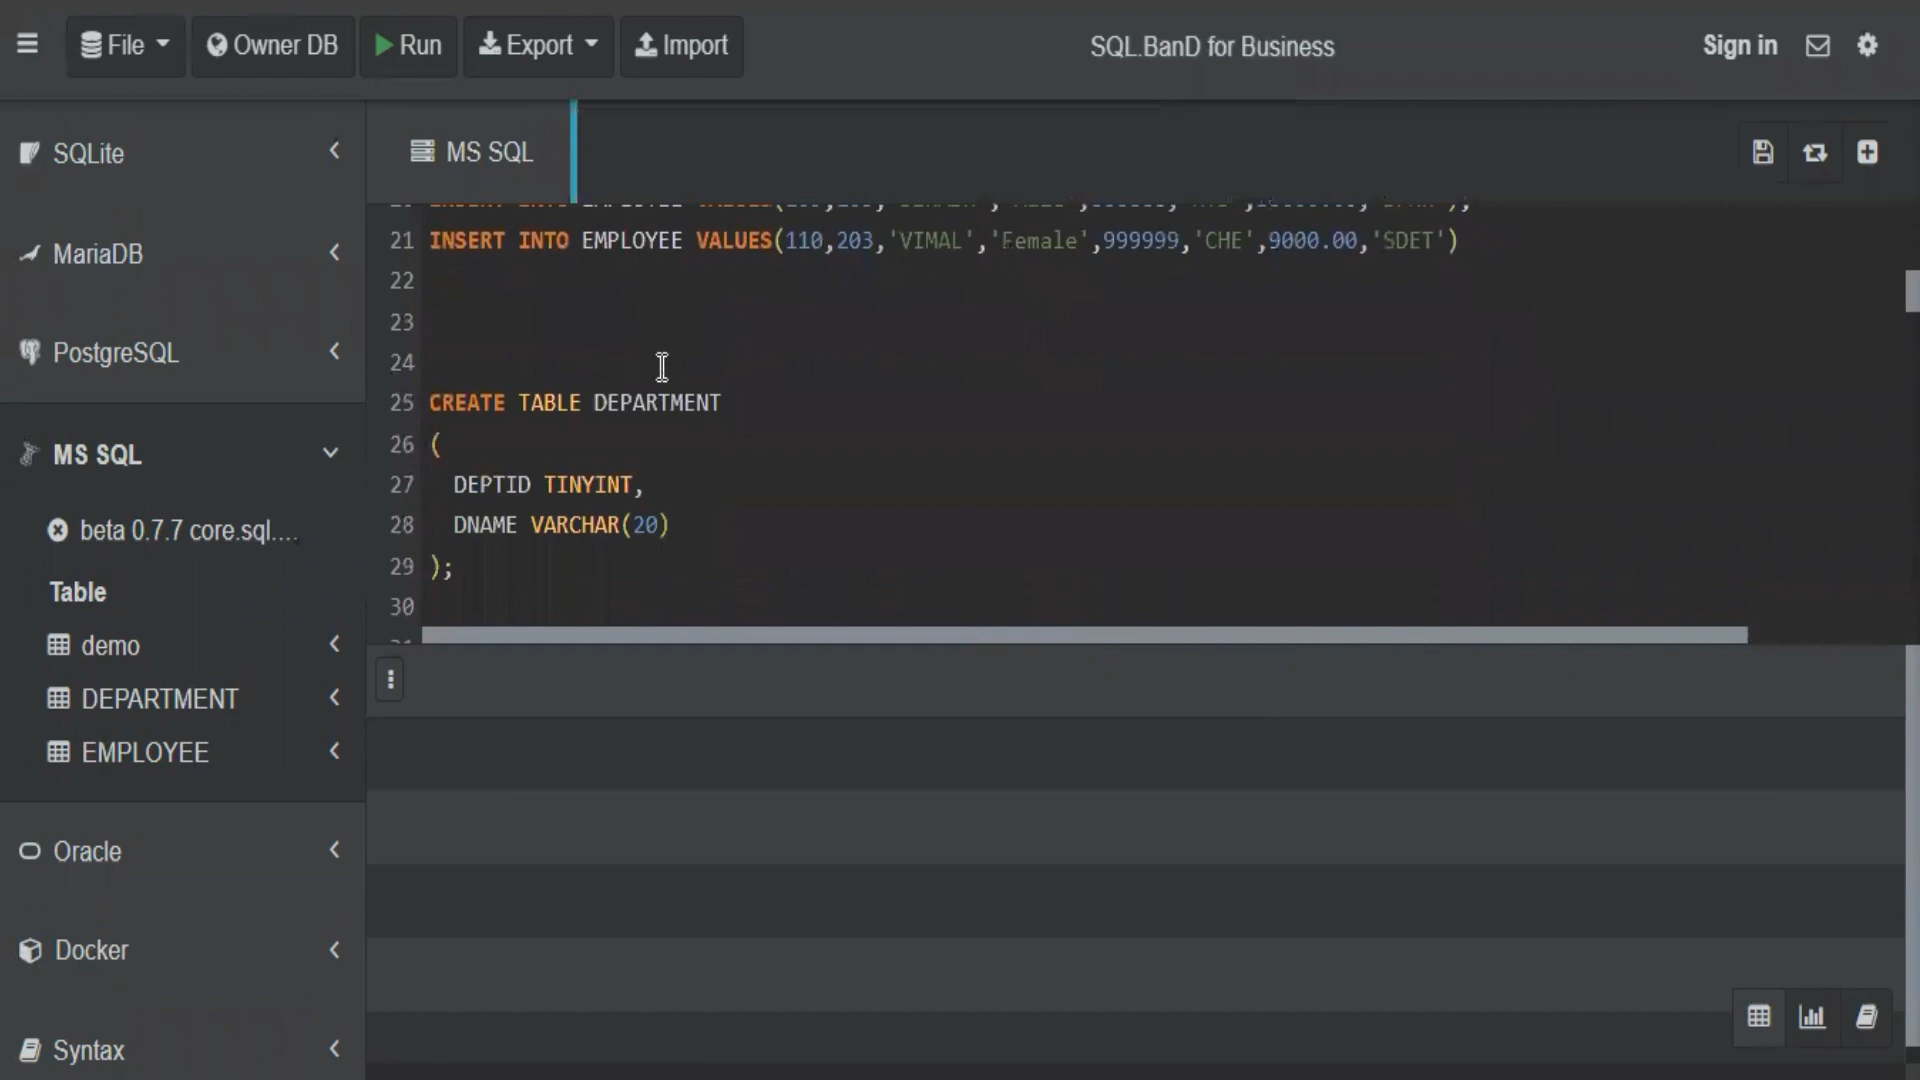 File
Owner DB
Run
Export
Import
SQL.BanD for Business
Sign in
SQLite
MariaDB
PostgreSQL
MS SQL
beta 0.7.7 core.sql....
Table
demo
DEPARTMENT
EMPLOYEE
Oracle
Docker
Syntax
MS SQL
21 INSERT INTO EMPLOYEE VALUES(110,203,'VIMAL','Female',999999,'CHE',9000.00,'SDET')
22
23
24
25 CREATE TABLE DEPARTMENT
26 (
27 DEPTID TINYINT,
28 DNAME VARCHAR(20)
29 );
30